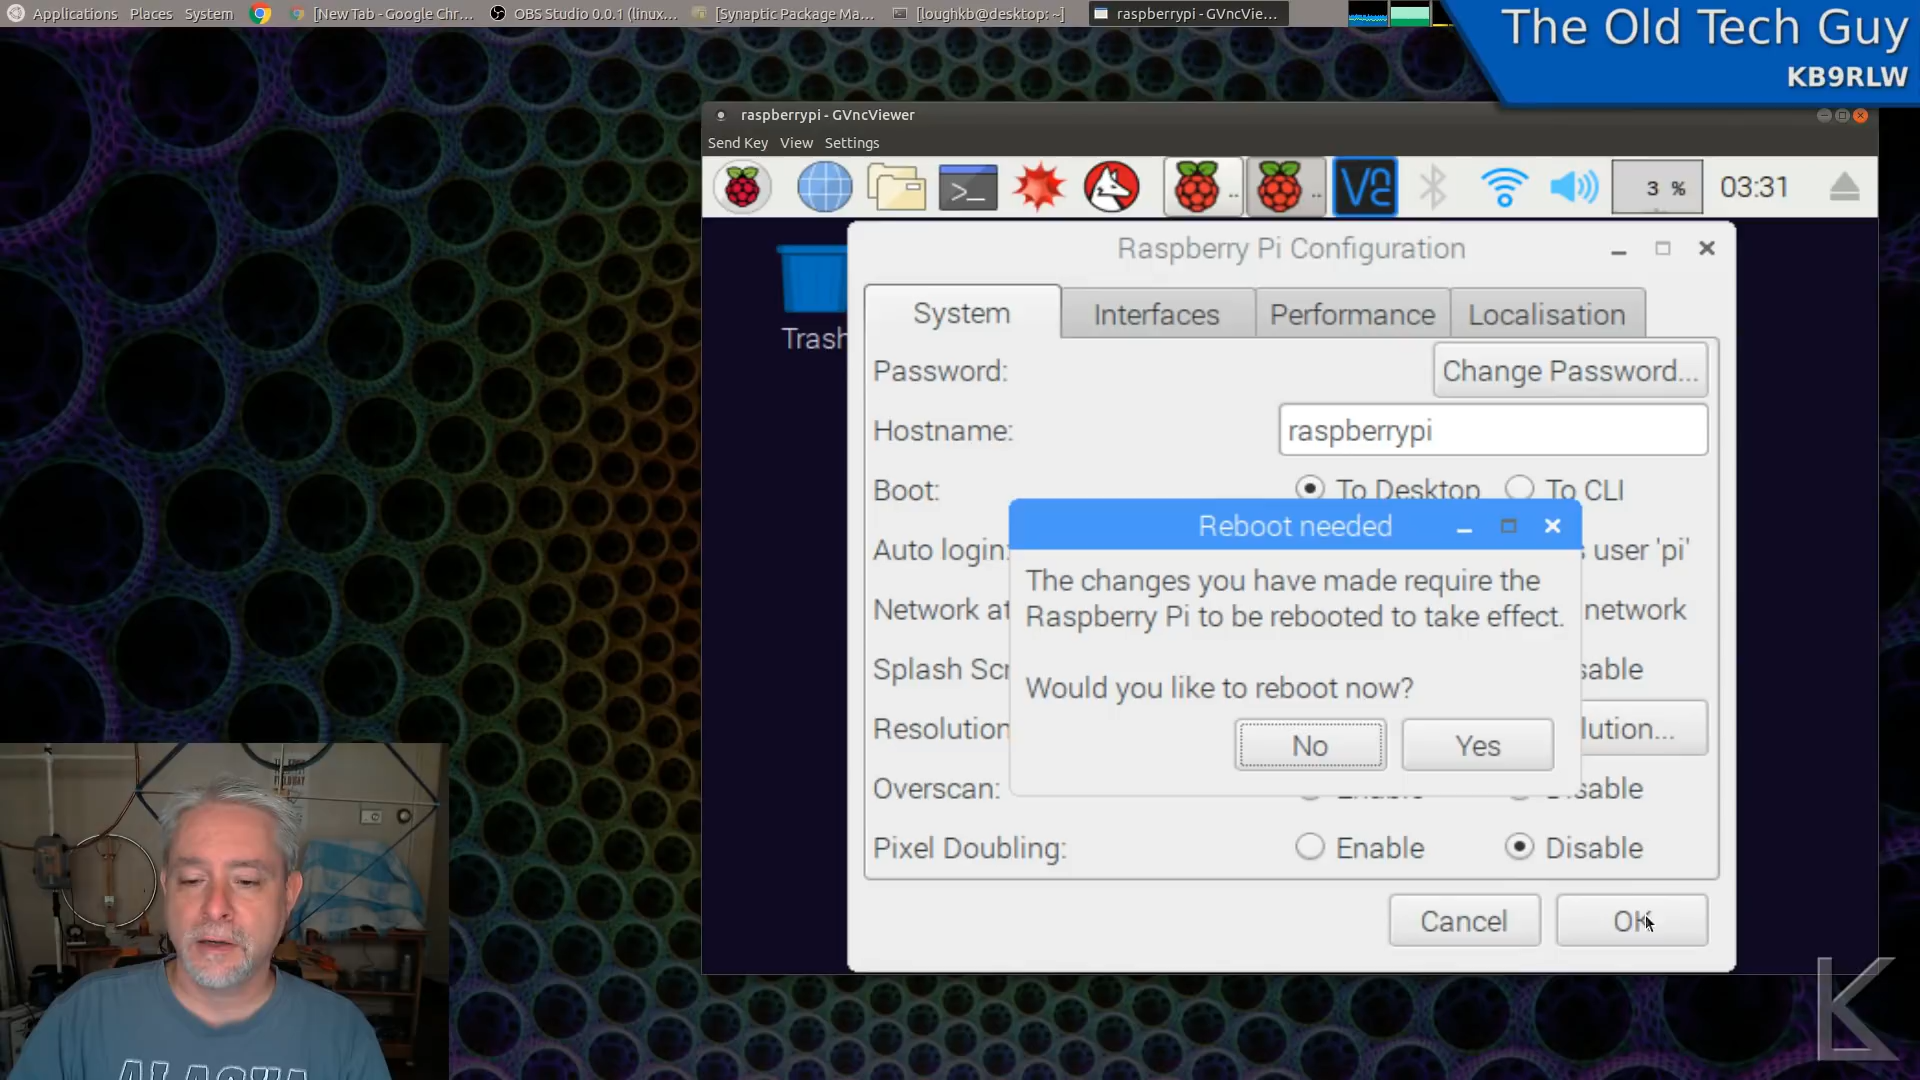 Applications Places System [New Tab - Google Chr... OBS Studio 0.0.1 (linux... [Synaptic Package Ma... [loughkb@desktop: ~] raspberrypi - GVncVie...
The Old Tech Guy
KB9RLW
raspberrypi - GVncViewer
Send Key View Settings
>_ .. .. 3 % 03:31
Raspberry Pi Configuration
Trash
System Interfaces Performance Localisation
Password: Change Password...
Hostname: raspberrypi
Boot: To Desktop To CLI
Auto login: user 'pi'
Network at network
Splash Scr sable
Resolution lution...
Overscan: Enable Disable
Pixel Doubling: Enable Disable
Cancel OK
Reboot needed
The changes you have made require the
Raspberry Pi to be rebooted to take effect.
Would you like to reboot now?
No Yes
ALASKA
K